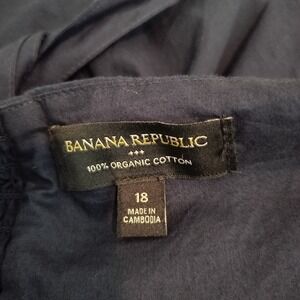 BANANA REPUBLIC
100% ORGANIC COTTON
18
MADE IN
CAMBODIA